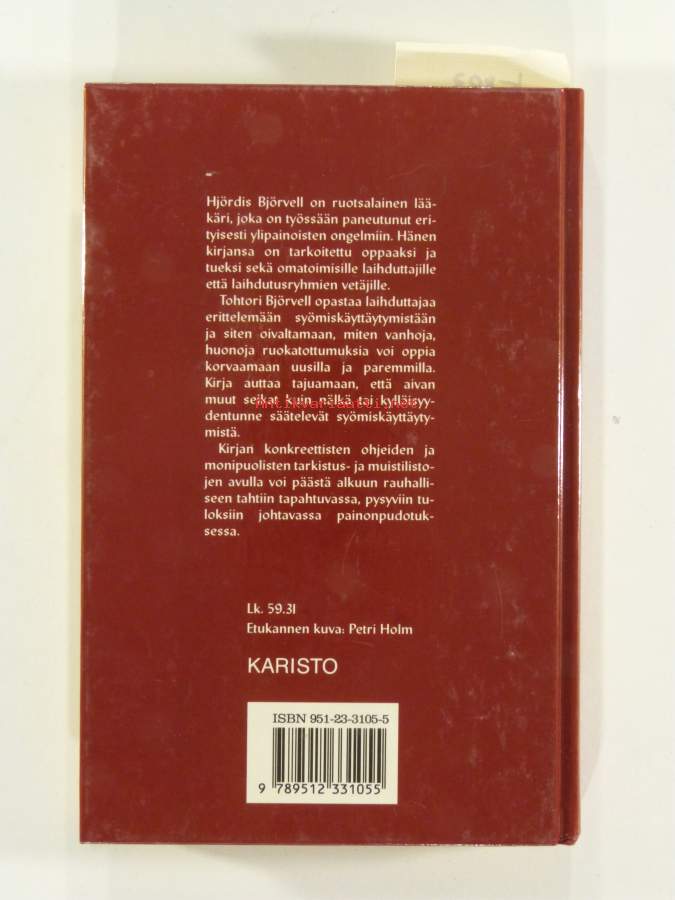 Hjördis Björvell on ruotsalainen lää-
käri, joka on työssään paneutunut eri-
tyisesti ylipainoisten ongelmiin. Hänen
kirjansa on tarkoitettu oppaaksi ja
tueksi sekä omatoimisille laihduttajille
että laihdutusryhmien vetäjille.
Tohtori Björvell opastaa laihduttajaa
erittelemään syömiskäyttäytymistään
ja siten oivaltamaan, miten vanhoja,
huonoja ruokatottumuksia voi oppia
korvaamaan uusilla ja paremmilla.
Kirja auttaa tajuamaan, että aivan
muut seikat kuin nälkä tai kylläisyy-
Antikvariaatti.net
dentunne säätelevät syömiskäyttäyty-
mistä.
Kirjan konkreettisten ohjeiden ja
monipuolisten tarkistus- ja muistilisto-
jen avulla voi päästä alkuun rauhalli-
seen tahtiin tapahtuvassa, pysyviin tu-
loksiin johtavassa painonpudotuk-
sessa.
Lk. 59.31
Etukannen kuva: Petri Holm
KARISTO
ISBN 951-23-3105-5
9 789512 331055